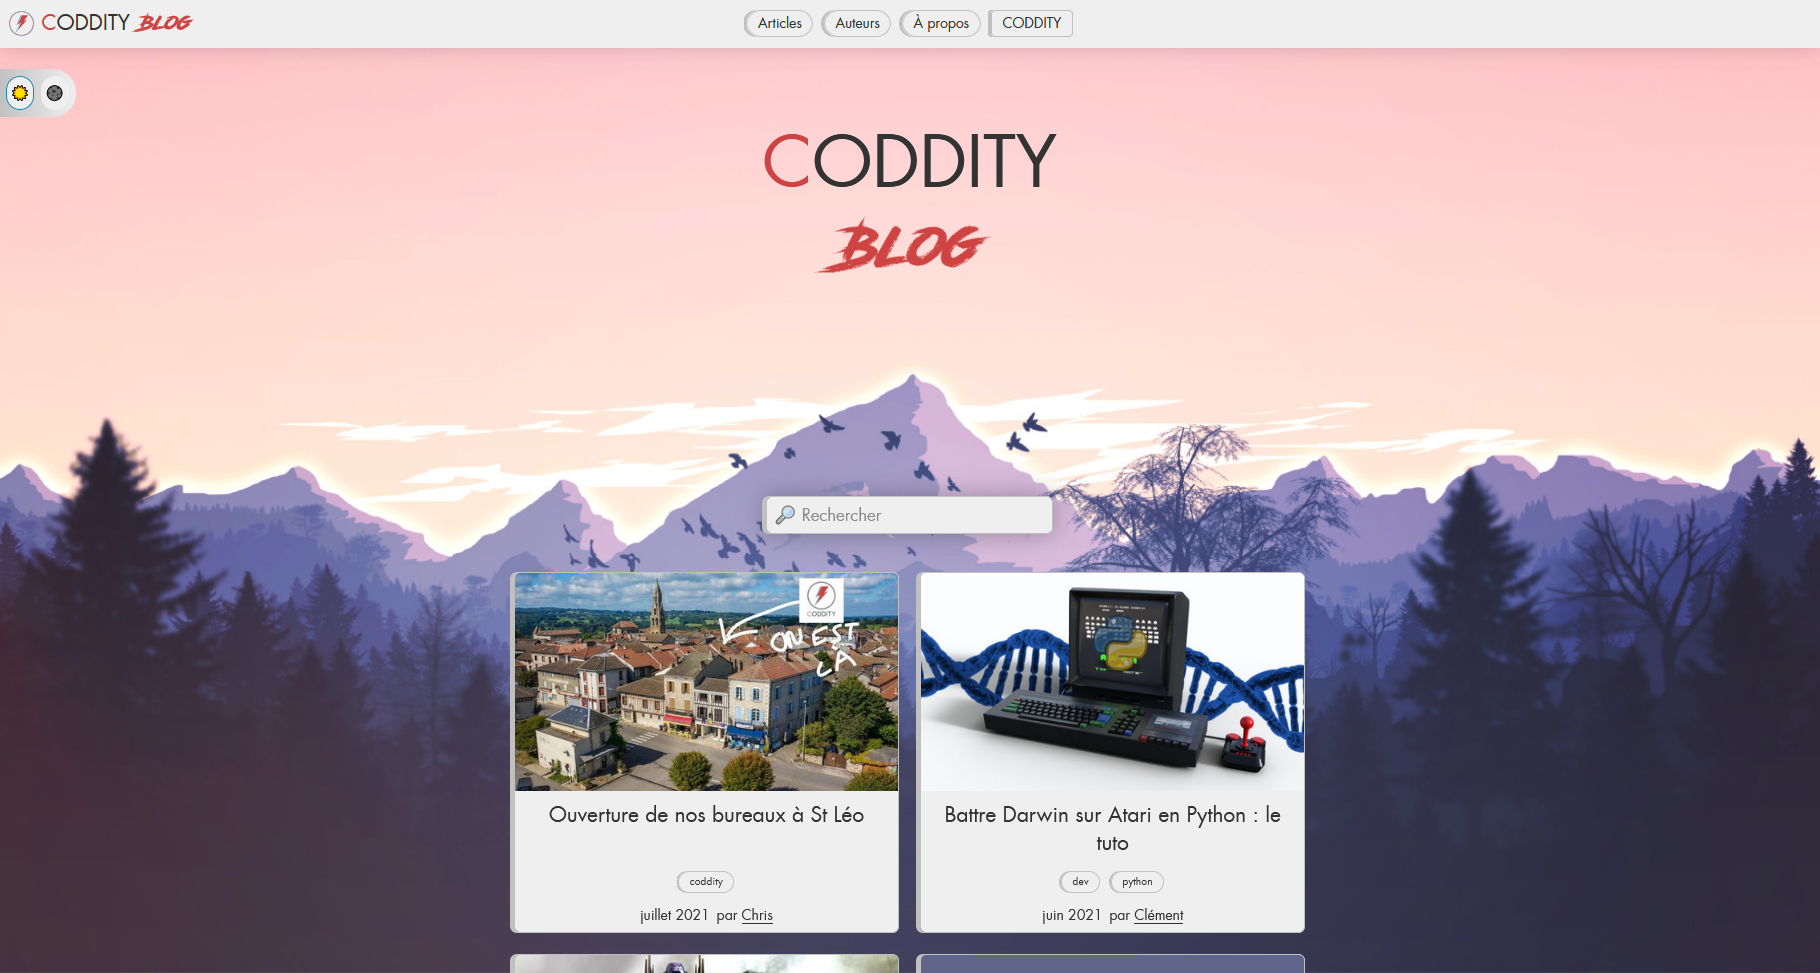 CODDITY BLOG
Articles
Auteurs
À propos
CODDITY
CODDITY
BLOG
Rechercher
CODDITY
ON EST
LÀ
Ouverture de nos bureaux à St Léo
coddity
juillet 2021 par Chris
Battre Darwin sur Atari en Python : le
tuto
dev
python
juin 2021 par Clément